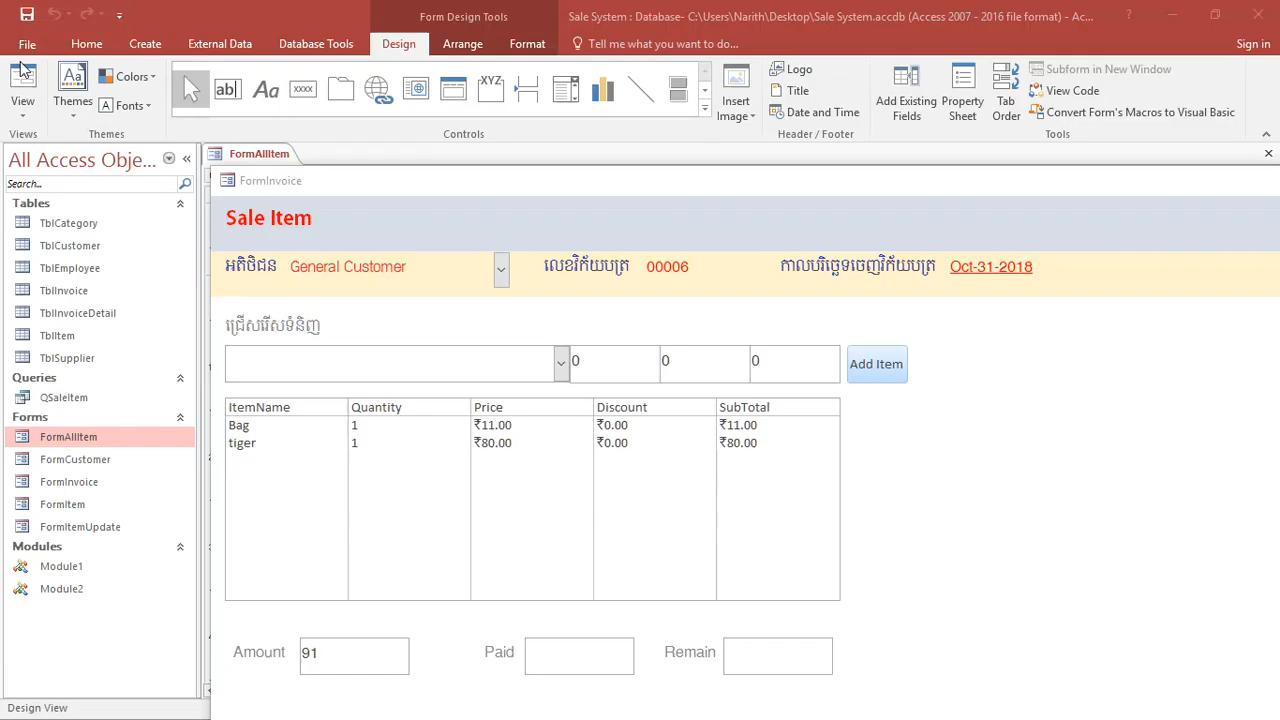 Form Design Tools
Sale System : Database- C:\Users\Narith\Desktop\Sale System.accdb (Access 2007 - 2016 file format) - Ac...
File Home Create External Data Database Tools Design Arrange Format Tell me what you want to do... Sign in
View
Views
Themes
Colors
Fonts
Themes
ab|
Aa
xxxx
XYZ
Controls
Insert
Image
Logo
Title
Date and Time
Header / Footer
Add Existing
Fields
Property
Sheet
Tab
Order
Subform in New Window
View Code
Convert Form's Macros to Visual Basic
Tools
All Access Obje...
Search...
Tables
TblCategory
TblCustomer
TblEmployee
TblInvoice
TblInvoiceDetail
TblItem
TblSupplier
Queries
QSaleItem
Forms
FormAllItem
FormCustomer
FormInvoice
FormItem
FormItemUpdate
Modules
Module1
Module2
FormAllItem
FormInvoice
Sale Item
អតិថិជន General Customer លេខវិក័យបត្រ 00006 កាលបរិច្ឆេទចេញវិក័យបត្រ Oct-31-2018
ជ្រើសរើសទំនិញ
0 0 0 Add Item
ItemName Quantity Price Discount SubTotal
Bag 1 ₹11.00 ₹0.00 ₹11.00
tiger 1 ₹80.00 ₹0.00 ₹80.00
Amount 91 Paid Remain
Design View